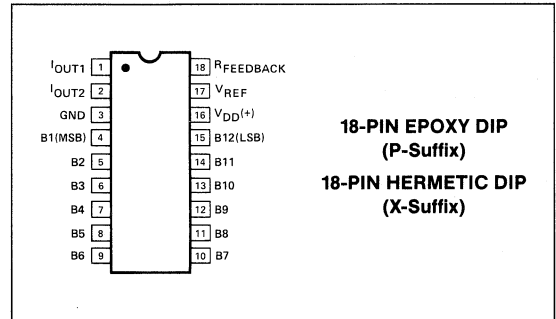 IOUT1 1 18 RFEEDBACK
IOUT2 2 17 VREF
GND 3 16 VDD(+)
B1(MSB) 4 15 B12(LSB)
B2 5 14 B11
B3 6 13 B10
B4 7 12 B9
B5 8 11 B8
B6 9 10 B7
18-PIN EPOXY DIP
(P-Suffix)
18-PIN HERMETIC DIP
(X-Suffix)